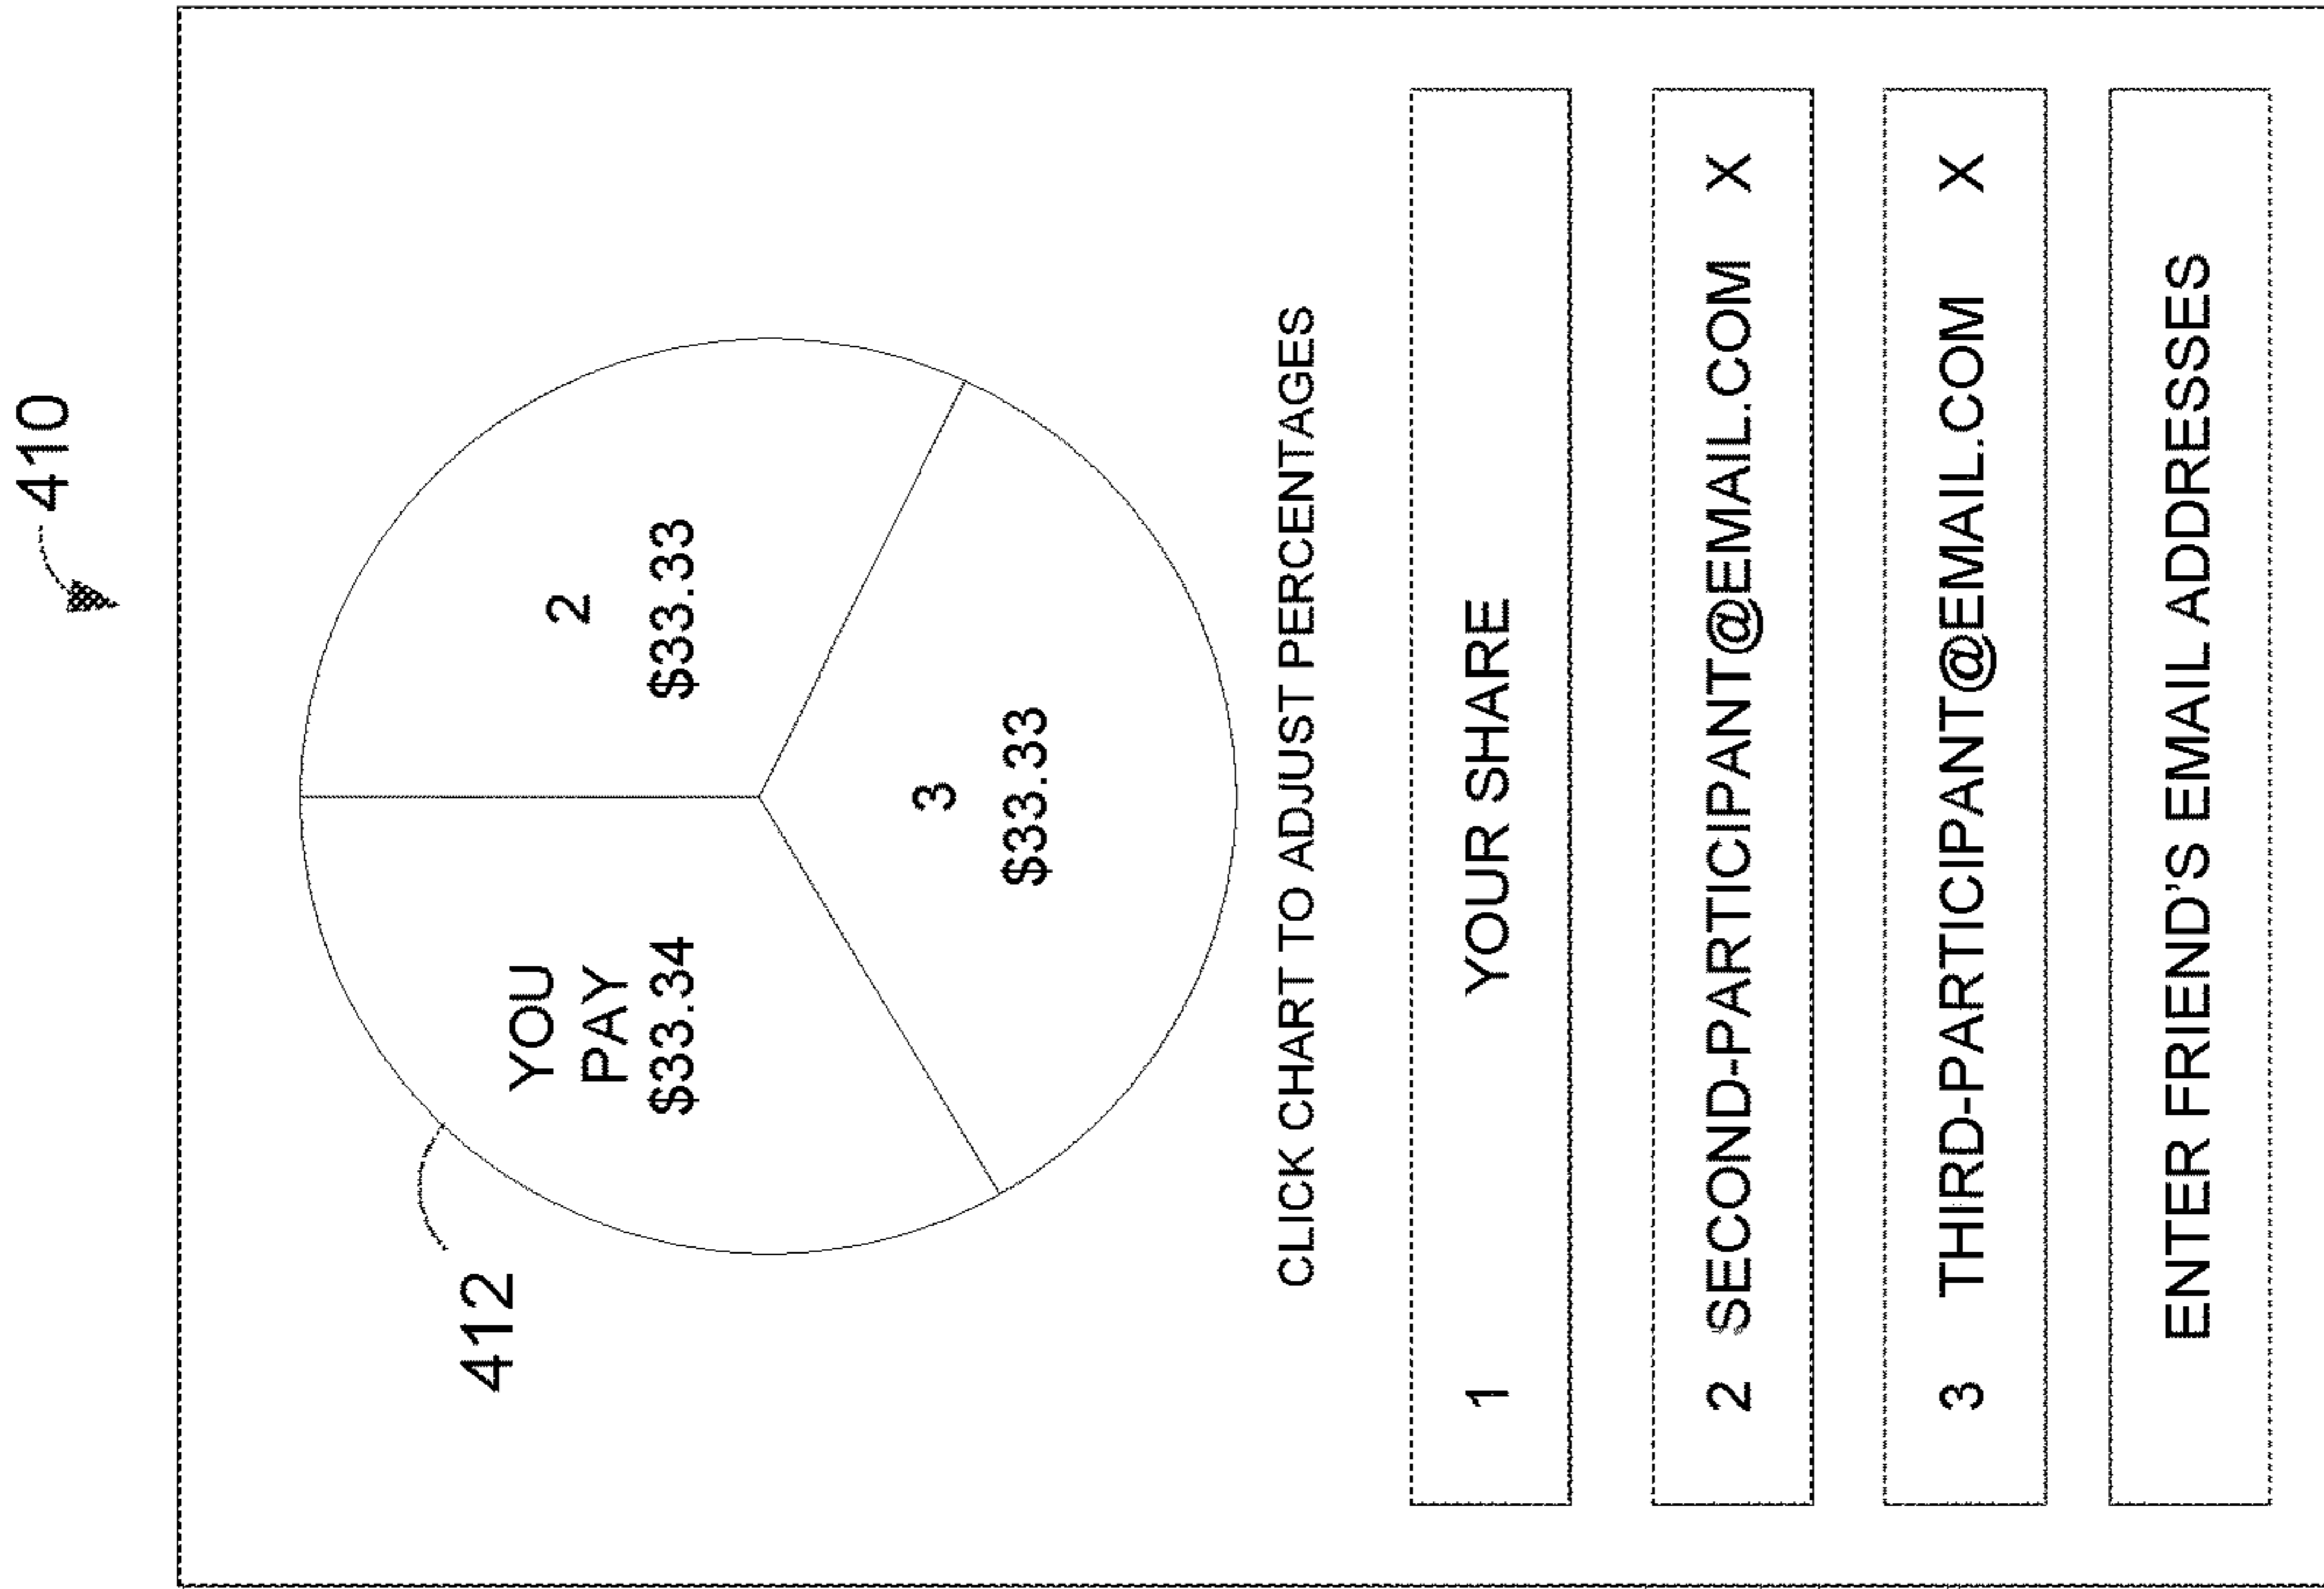 410
412
YOU
PAY
$33.34
2
$33.33
3
$33.33
CLICK CHART TO ADJUST PERCENTAGES
1 YOUR SHARE
2 SECOND-PARTICIPANT@EMAIL.COM X
3 THIRD-PARTICIPANT@EMAIL.COM X
ENTER FRIEND'S EMAIL ADDRESSES